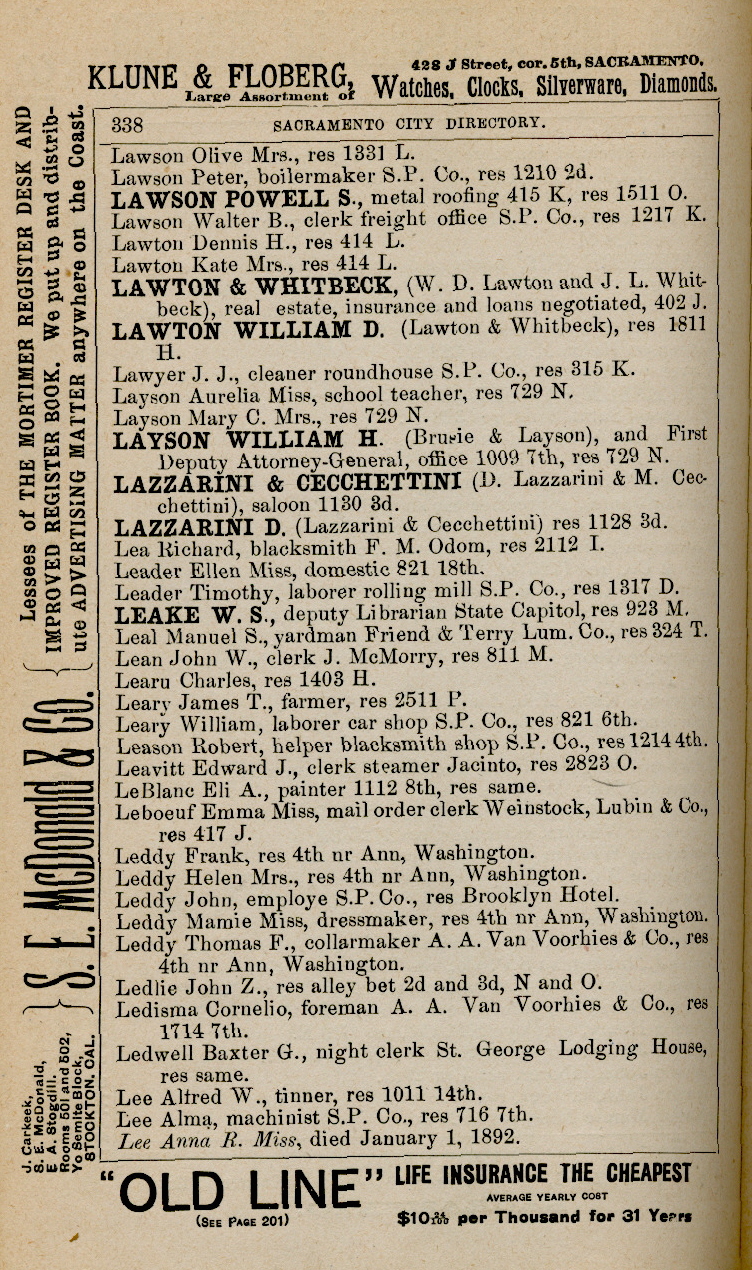 KLUNE & FLOBERG, 428 J Street, cor. 5th, SACRAMENTO.
Large Assortment of Watches, Clocks, Silverware, Diamonds.
338 SACRAMENTO CITY DIRECTORY.
Lawson Olive Mrs., res 1331 L.
Lawson Peter, boilermaker S.P. Co., res 1210 2d.
LAWSON POWELL S., metal roofing 415 K, res 1511 O.
Lawson Walter B., clerk freight office S.P. Co., res 1217 K.
Lawton Dennis H., res 414 L.
Lawton Kate Mrs., res 414 L.
LAWTON & WHITBECK, (W. D. Lawton and J. L. Whit-
beck), real estate, insurance and loans negotiated, 402 J.
LAWTON WILLIAM D. (Lawton & Whitbeck), res 1811
H.
Lawyer J. J., cleaner roundhouse S.P. Co., res 315 K.
Layson Aurelia Miss, school teacher, res 729 N.
Layson Mary C. Mrs., res 729 N.
LAYSON WILLIAM H. (Brusie & Layson), and First
Deputy Attorney-General, office 1009 7th, res 729 N.
LAZZARINI & CECCHETTINI (D. Lazzarini & M. Cec-
chettini), saloon 1130 3d.
LAZZARINI D. (Lazzarini & Cecchettini) res 1128 3d.
Lea Richard, blacksmith F. M. Odom, res 2112 I.
Leader Ellen Miss, domestic 821 18th.
Leader Timothy, laborer rolling mill S.P. Co., res 1317 D.
LEAKE W. S., deputy Librarian State Capitol, res 923 M.
Leal Manuel S., yardman Friend & Terry Lum. Co., res 324 T.
Lean John W., clerk J. McMorry, res 811 M.
Learu Charles, res 1403 H.
Leary James T., farmer, res 2511 P.
Leary William, laborer car shop S.P. Co., res 821 6th.
Leason Robert, helper blacksmith shop S.P. Co., res 1214 4th.
Leavitt Edward J., clerk steamer Jacinto, res 2823 O.
LeBlanc Eli A., painter 1112 8th, res same.
Leboeuf Emma Miss, mail order clerk Weinstock, Lubin & Co.,
res 417 J.
Leddy Frank, res 4th nr Ann, Washington.
Leddy Helen Mrs., res 4th nr Ann, Washington.
Leddy John, employe S.P. Co., res Brooklyn Hotel.
Leddy Mamie Miss, dressmaker, res 4th nr Ann, Washington.
Leddy Thomas F., collarmaker A. A. Van Voorhies & Co., res
4th nr Ann, Washington.
Ledlie John Z., res alley bet 2d and 3d, N and O.
Ledisma Cornelio, foreman A. A. Van Voorhies & Co., res
1714 7th.
Ledwell Baxter G., night clerk St. George Lodging House,
res same.
Lee Alfred W., tinner, res 1011 14th.
Lee Alma, machinist S.P. Co., res 716 7th.
Lee Anna R. Miss, died January 1, 1892.
J. Carkeek,
S. E. McDonald,
E A. Stogdill.
Rooms 501 and 502,
Yo Semite Block,
STOCKTON, CAL.
S. E. McDonald & Co.
Lessees of THE MORTIMER REGISTER DESK AND
IMPROVED REGISTER BOOK. We put up and distrib-
ute ADVERTISING MATTER anywhere on the Coast.
"OLD LINE" LIFE INSURANCE THE CHEAPEST
(SEE PAGE 201) AVERAGE YEARLY COST
per Thousand for 31 Years